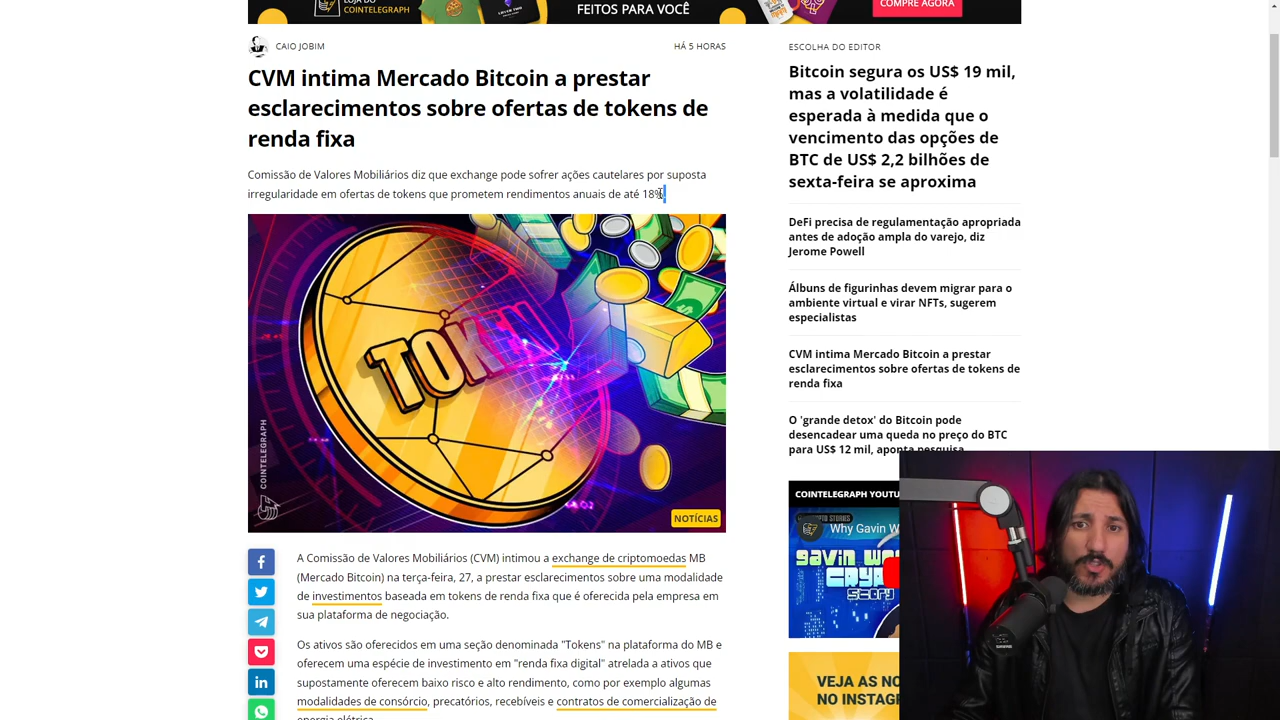 LOJA DO
COINTELEGRAPH
FEITOS PARA VOCÊ
COMPRE AGORA
CAIO JOBIM
HÁ 5 HORAS
CVM intima Mercado Bitcoin a prestar
esclarecimentos sobre ofertas de tokens de
renda fixa
Comissão de Valores Mobiliários diz que exchange pode sofrer ações cautelares por suposta
irregularidade em ofertas de tokens que prometem rendimentos anuais de até 18%.
TOK
COINTELEGRAPH
NOTÍCIAS
A Comissão de Valores Mobiliários (CVM) intimou a exchange de criptomoedas MB
(Mercado Bitcoin) na terça-feira, 27, a prestar esclarecimentos sobre uma modalidade
de investimentos baseada em tokens de renda fixa que é oferecida pela empresa em
sua plataforma de negociação.
Os ativos são oferecidos em uma seção denominada "Tokens" na plataforma do MB e
oferecem uma espécie de investimento em "renda fixa digital" atrelada a ativos que
supostamente oferecem baixo risco e alto rendimento, como por exemplo algumas
modalidades de consórcio, precatórios, recebíveis e contratos de comercialização de
energia elétrica.
ESCOLHA DO EDITOR
Bitcoin segura os US$ 19 mil,
mas a volatilidade é
esperada à medida que o
vencimento das opções de
BTC de US$ 2,2 bilhões de
sexta-feira se aproxima
DeFi precisa de regulamentação apropriada
antes de adoção ampla do varejo, diz
Jerome Powell
Álbuns de figurinhas devem migrar para o
ambiente virtual e virar NFTs, sugerem
especialistas
CVM intima Mercado Bitcoin a prestar
esclarecimentos sobre ofertas de tokens de
renda fixa
O 'grande detox' do Bitcoin pode
desencadear uma queda no preço do BTC
para US$ 12 mil, aponta pesquisa
COINTELEGRAPH YOUTU
Why Gavin W
CRYPTO STORIES
GAVIN WO
CRYP
STORY
VEJA AS NO
NO INSTAG